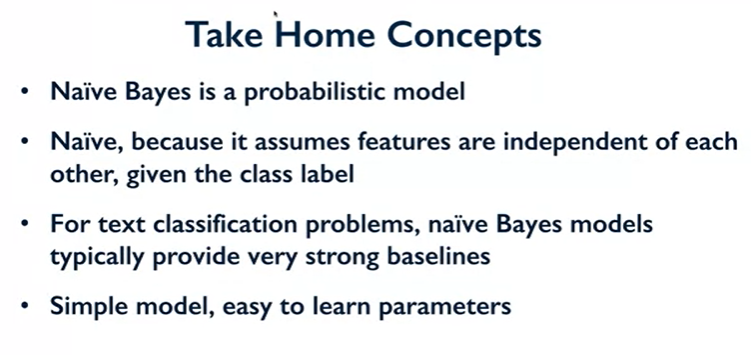 Take Home Concepts
• Naïve Bayes is a probabilistic model
• Naïve, because it assumes features are independent of each
other, given the class label
• For text classification problems, naïve Bayes models
typically provide very strong baselines
• Simple model, easy to learn parameters